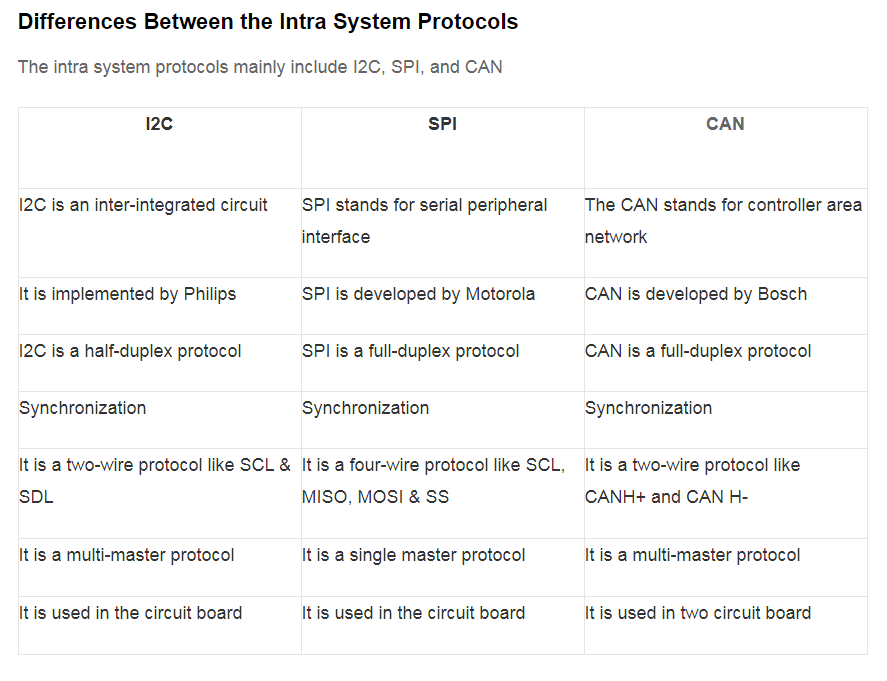 Differences Between the Intra System Protocols
The intra system protocols mainly include I2C, SPI, and CAN
I2C
SPI
CAN
I2C is an inter-integrated circuit
SPI stands for serial peripheral
interface
The CAN stands for controller area
network
It is implemented by Philips
SPI is developed by Motorola
CAN is developed by Bosch
I2C is a half-duplex protocol
SPI is a full-duplex protocol
CAN is a full-duplex protocol
Synchronization
Synchronization
Synchronization
It is a two-wire protocol like SCL &
SDL
It is a four-wire protocol like SCL,
MISO, MOSI & SS
It is a two-wire protocol like
CANH+ and CAN H-
It is a multi-master protocol
It is a single master protocol
It is a multi-master protocol
It is used in the circuit board
It is used in the circuit board
It is used in two circuit board